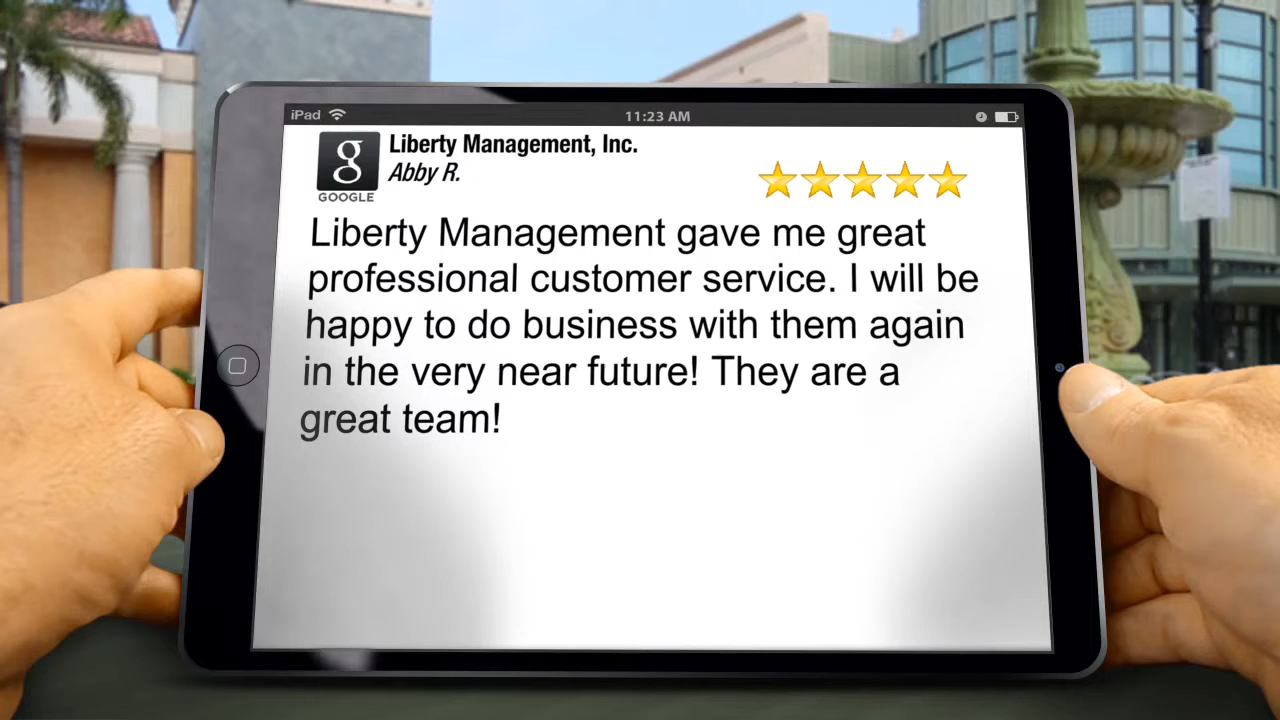 iPad 11:23 AM
g
GOOGLE
Liberty Management, Inc.
Abby R.
Liberty Management gave me great
professional customer service. I will be
happy to do business with them again
in the very near future! They are a
great team!